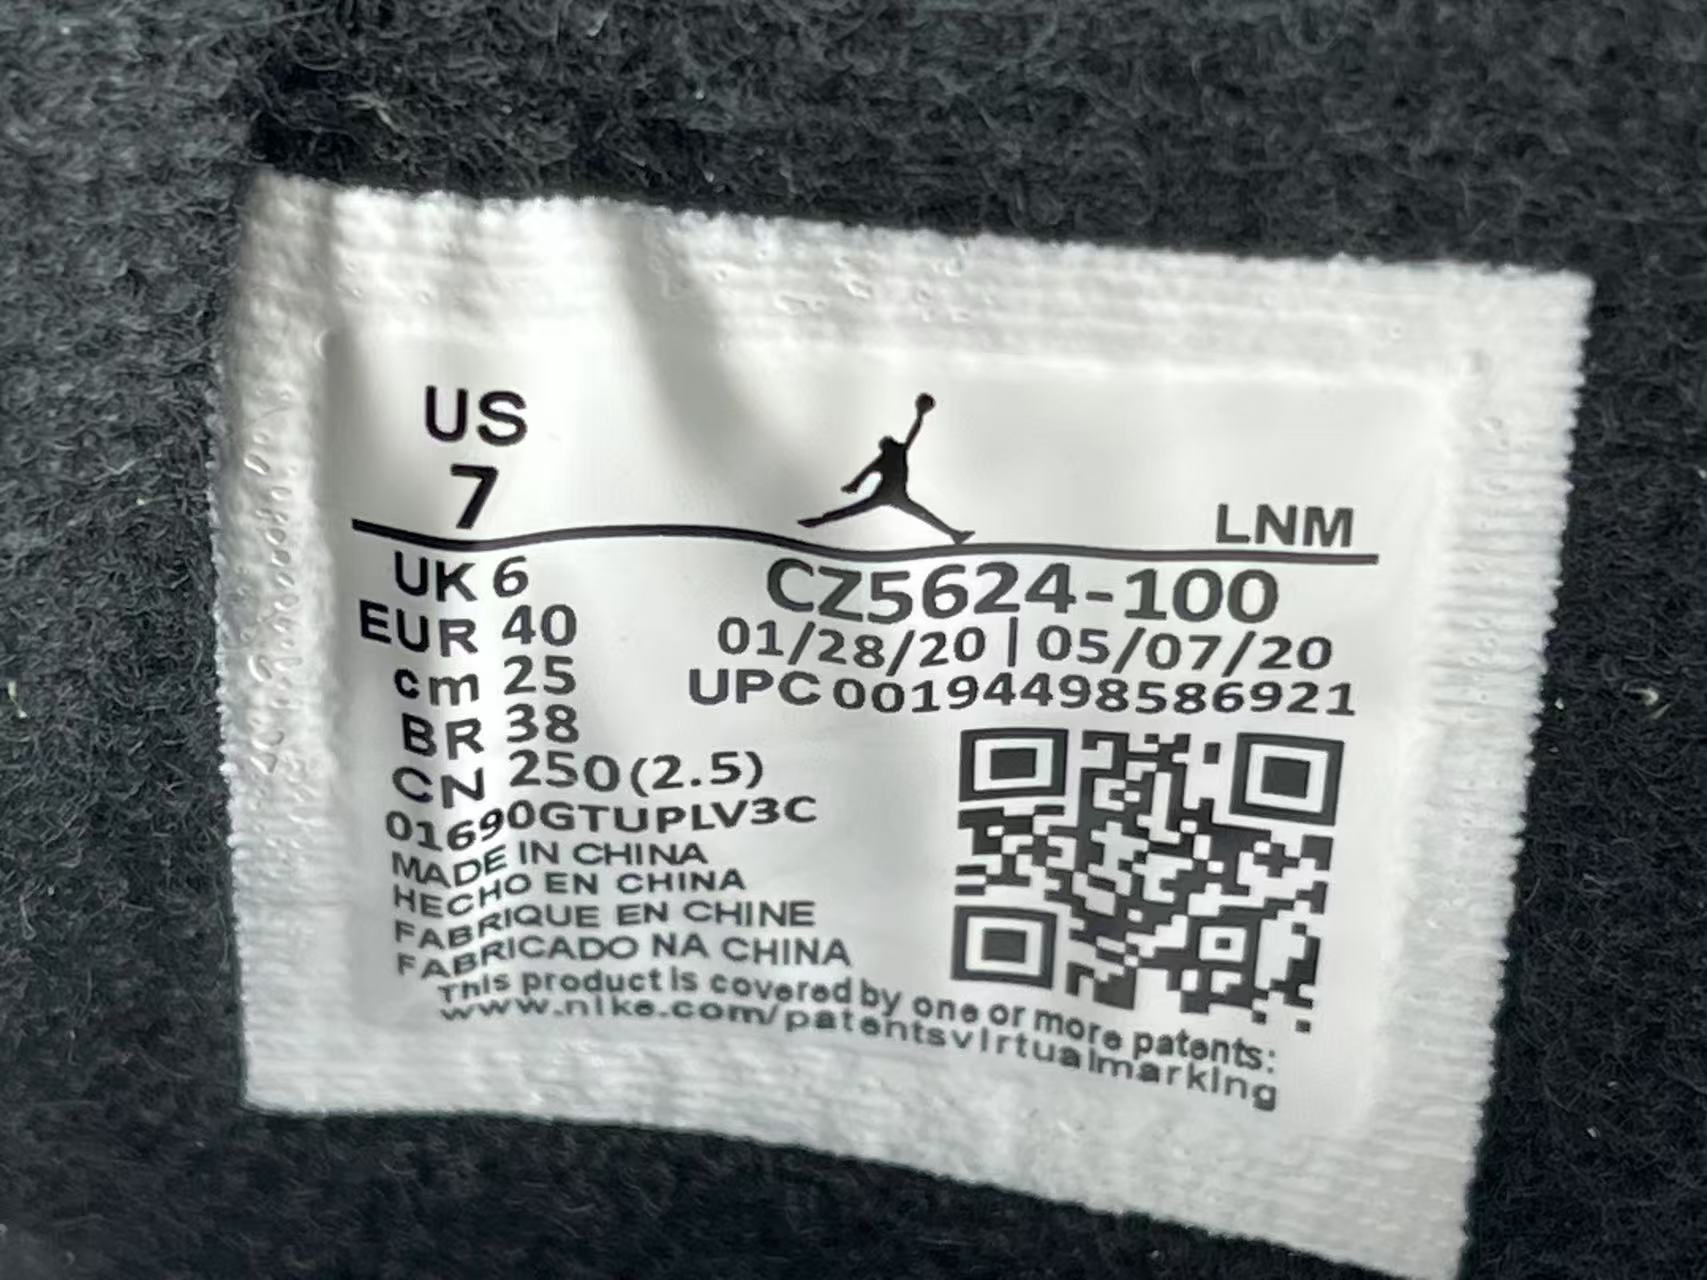 US
7
LNM
UK 6
EUR 40
cm 25
BR 38
CN 250(2.5)
CZ5624-100
01/28/20 | 05/07/20
UPC 00194498586921
01690GTUPLV3C
MADE IN CHINA
HECHO EN CHINA
FABRIQUE EN CHINE
FABRICADO NA CHINA
This product is covered by one or more patents:
www.nike.com/patentsvirtualmarking